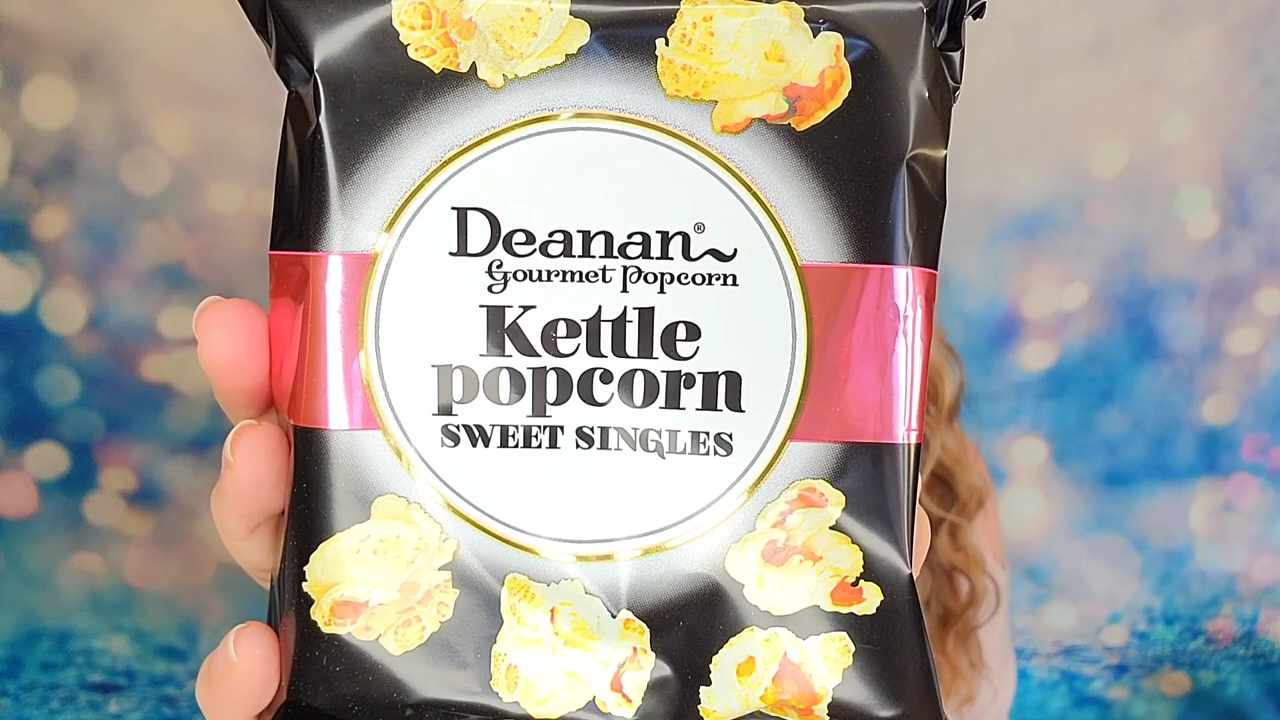 Deanan®
Gourmet Popcorn
Kettle
popcorn
SWEET SINGLES